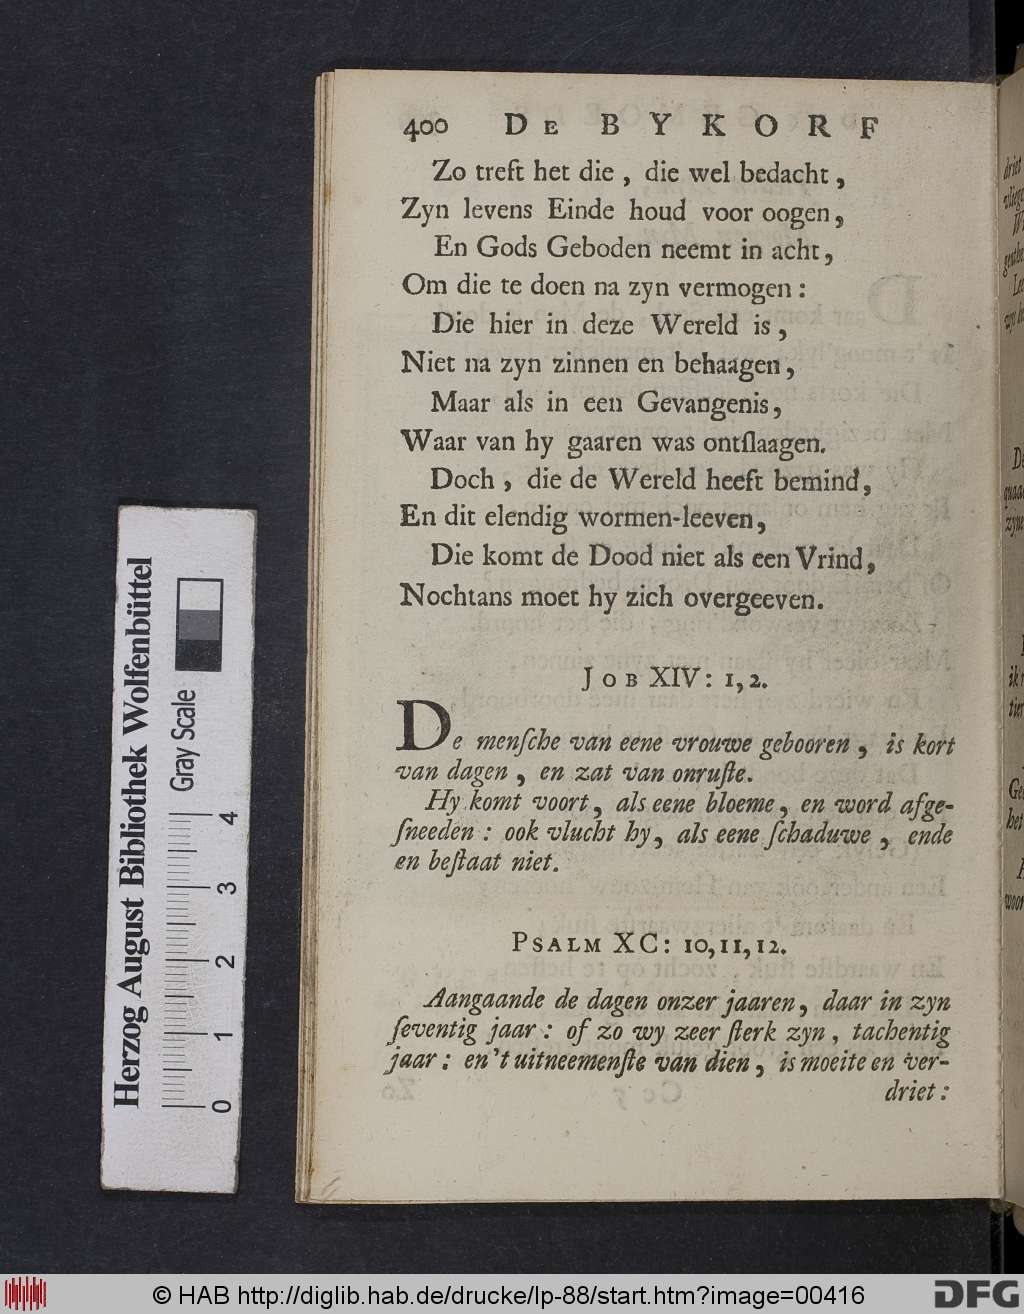 400 DE BYKORF
Zo treft het die, die wel bedacht,
Zyn levens Einde houd voor oogen,
En Gods Geboden neemt in acht,
Om die te doen na zyn vermogen:
Die hier in deze Wereld is,
Niet na zyn zinnen en behaagen,
Maar als in een Gevangenis,
Waar van hy gaaren was ontſlaagen.
Doch, die de Wereld heeft bemind,
En dit elendig wormen-leeven,
Die komt de Dood niet als een Vrind,
Nochtans moet hy zich overgeeven.
JOB XIV: 1, 2.
De menſche van eene vrouwe gebooren, is kort
van dagen, en zat van onruſte.
Hy komt voort, als eene bloeme, en word afge-
ſneeden: ook vlucht hy, als eene ſchaduwe, ende
en beſtaat niet.
PSALM XC: 10, 11, 12.
Aangaande de dagen onzer jaaren, daar in zyn
ſeventig jaar: of zo wy zeer ſterk zyn, tachentig
jaar: en 't uitneemenſte van dien, is moeite en ver-
driet:
Herzog August Bibliothek Wolfenbüttel
Gray Scale
0 1 2 3 4
© HAB http://diglib.hab.de/drucke/lp-88/start.htm?image=00416
DFG